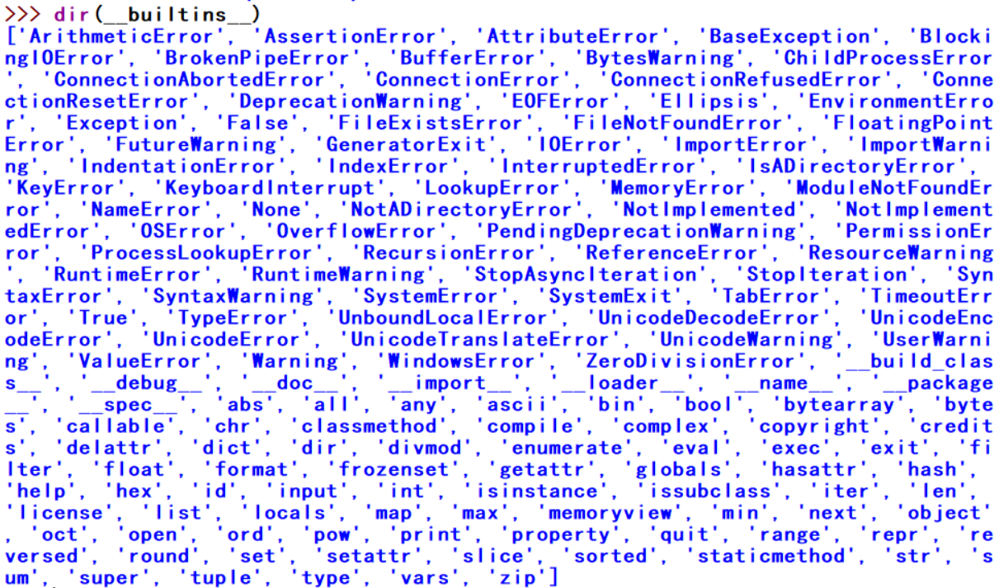 >>> dir(__builtins__)
['ArithmeticError', 'AssertionError', 'AttributeError', 'BaseException', 'Blocki
ngIOError', 'BrokenPipeError', 'BufferError', 'BytesWarning', 'ChildProcessError
', 'ConnectionAbortedError', 'ConnectionError', 'ConnectionRefusedError', 'Conne
ctionResetError', 'DeprecationWarning', 'EOFError', 'Ellipsis', 'EnvironmentErro
r', 'Exception', 'False', 'FileExistsError', 'FileNotFoundError', 'FloatingPoint
Error', 'FutureWarning', 'GeneratorExit', 'IOError', 'ImportError', 'ImportWarni
ng', 'IndentationError', 'IndexError', 'InterruptedError', 'IsADirectoryError',
'KeyError', 'KeyboardInterrupt', 'LookupError', 'MemoryError', 'ModuleNotFoundEr
ror', 'NameError', 'None', 'NotADirectoryError', 'NotImplemented', 'NotImplement
edError', 'OSError', 'OverflowError', 'PendingDeprecationWarning', 'PermissionEr
ror', 'ProcessLookupError', 'RecursionError', 'ReferenceError', 'ResourceWarning
', 'RuntimeError', 'RuntimeWarning', 'StopAsyncIteration', 'StopIteration', 'Syn
taxError', 'SyntaxWarning', 'SystemError', 'SystemExit', 'TabError', 'TimeoutErr
or', 'True', 'TypeError', 'UnboundLocalError', 'UnicodeDecodeError', 'UnicodeEnc
odeError', 'UnicodeError', 'UnicodeTranslateError', 'UnicodeWarning', 'UserWarni
ng', 'ValueError', 'Warning', 'WindowsError', 'ZeroDivisionError', '__build_clas
s__', '__debug__', '__doc__', '__import__', '__loader__', '__name__', '__package
__', '__spec__', 'abs', 'all', 'any', 'ascii', 'bin', 'bool', 'bytearray', 'byte
s', 'callable', 'chr', 'classmethod', 'compile', 'complex', 'copyright', 'credit
s', 'delattr', 'dict', 'dir', 'divmod', 'enumerate', 'eval', 'exec', 'exit', 'fi
lter', 'float', 'format', 'frozenset', 'getattr', 'globals', 'hasattr', 'hash',
'help', 'hex', 'id', 'input', 'int', 'isinstance', 'issubclass', 'iter', 'len',
'license', 'list', 'locals', 'map', 'max', 'memoryview', 'min', 'next', 'object'
, 'oct', 'open', 'ord', 'pow', 'print', 'property', 'quit', 'range', 'repr', 're
versed', 'round', 'set', 'setattr', 'slice', 'sorted', 'staticmethod', 'str', 's
um', 'super', 'tuple', 'type', 'vars', 'zip']